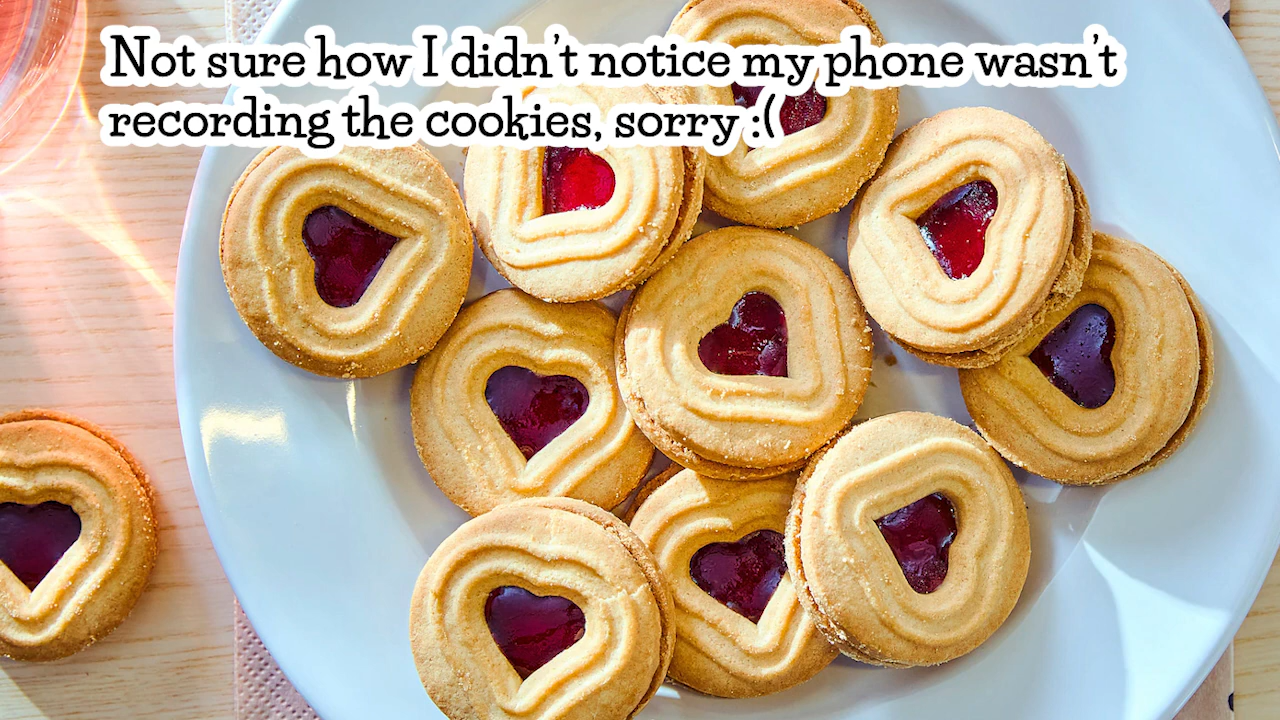 Not sure how I didn't notice my phone wasn't
recording the cookies, sorry :(